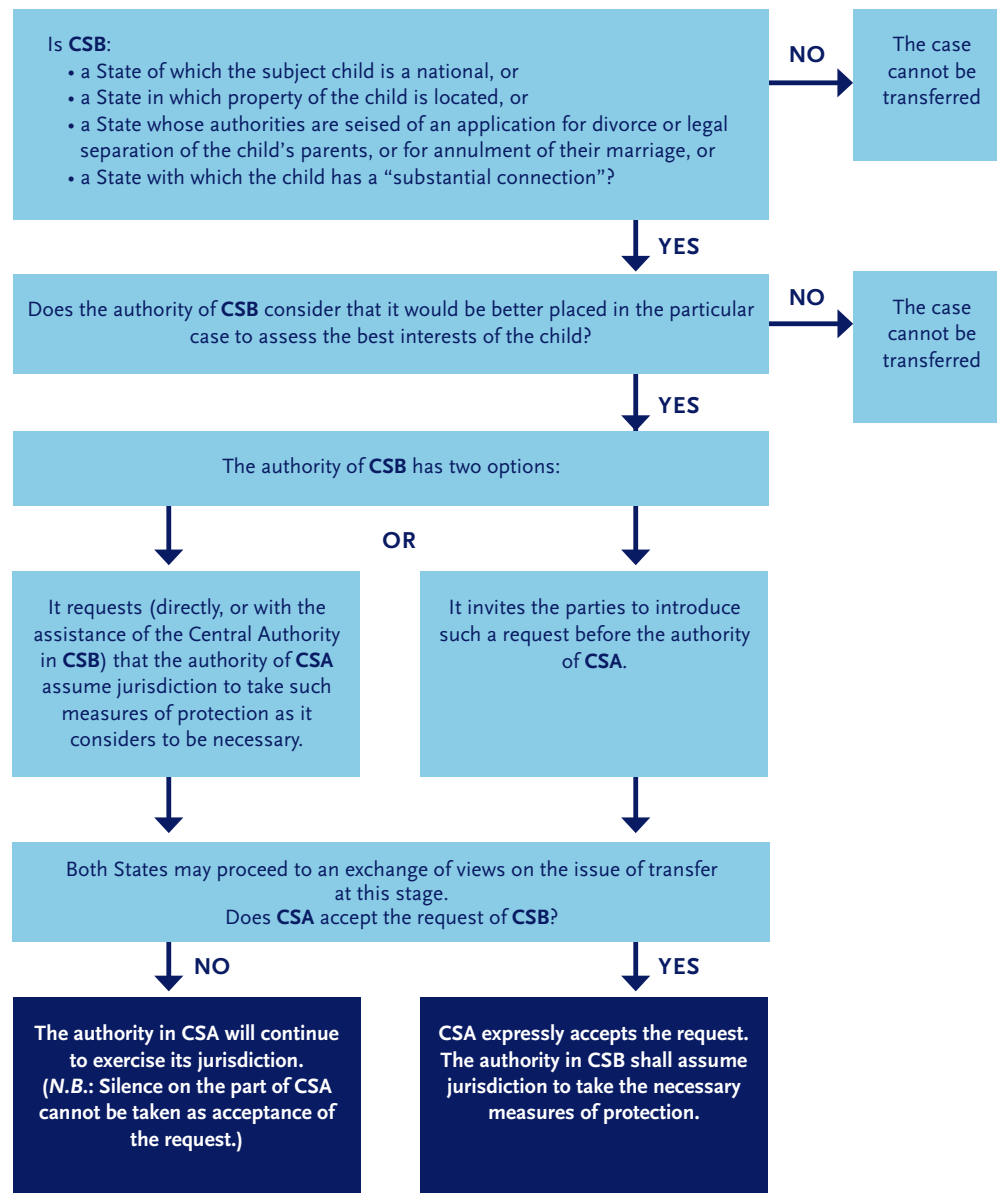 Is CSB:
• a State of which the subject child is a national, or
• a State in which property of the child is located, or
• a State whose authorities are seised of an application for divorce or legal
separation of the child’s parents, or for annulment of their marriage, or
• a State with which the child has a “substantial connection”?
NO
The case
cannot be
transferred
YES
Does the authority of CSB consider that it would be better placed in the particular
case to assess the best interests of the child?
NO
The case
cannot be
transferred
YES
The authority of CSB has two options:
OR
It requests (directly, or with the
assistance of the Central Authority
in CSB) that the authority of CSA
assume jurisdiction to take such
measures of protection as it
considers to be necessary.
It invites the parties to introduce
such a request before the authority
of CSA.
Both States may proceed to an exchange of views on the issue of transfer
at this stage.
Does CSA accept the request of CSB?
NO
YES
The authority in CSA will continue
to exercise its jurisdiction.
(N.B.: Silence on the part of CSA
cannot be taken as acceptance of
the request.)
CSA expressly accepts the request.
The authority in CSB shall assume
jurisdiction to take the necessary
measures of protection.